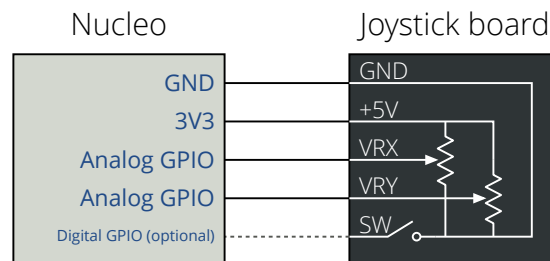 Nucleo
Joystick board
GND
3V3
Analog GPIO
Analog GPIO
Digital GPIO (optional)
GND
+5V
VRX
VRY
SW